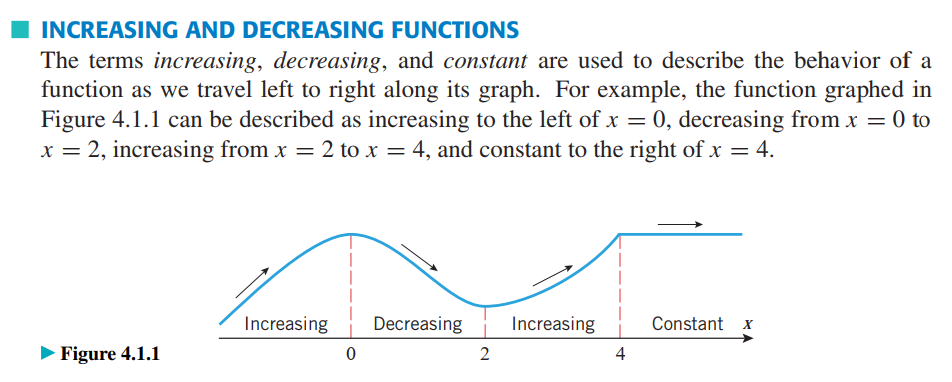 INCREASING AND DECREASING FUNCTIONS
The terms increasing, decreasing, and constant are used to describe the behavior of a
function as we travel left to right along its graph. For example, the function graphed in
Figure 4.1.1 can be described as increasing to the left of x = 0, decreasing from x = 0 to
x = 2, increasing from x = 2 to x = 4, and constant to the right of x = 4.
Increasing Decreasing Increasing Constant x
0 2 4
Figure 4.1.1